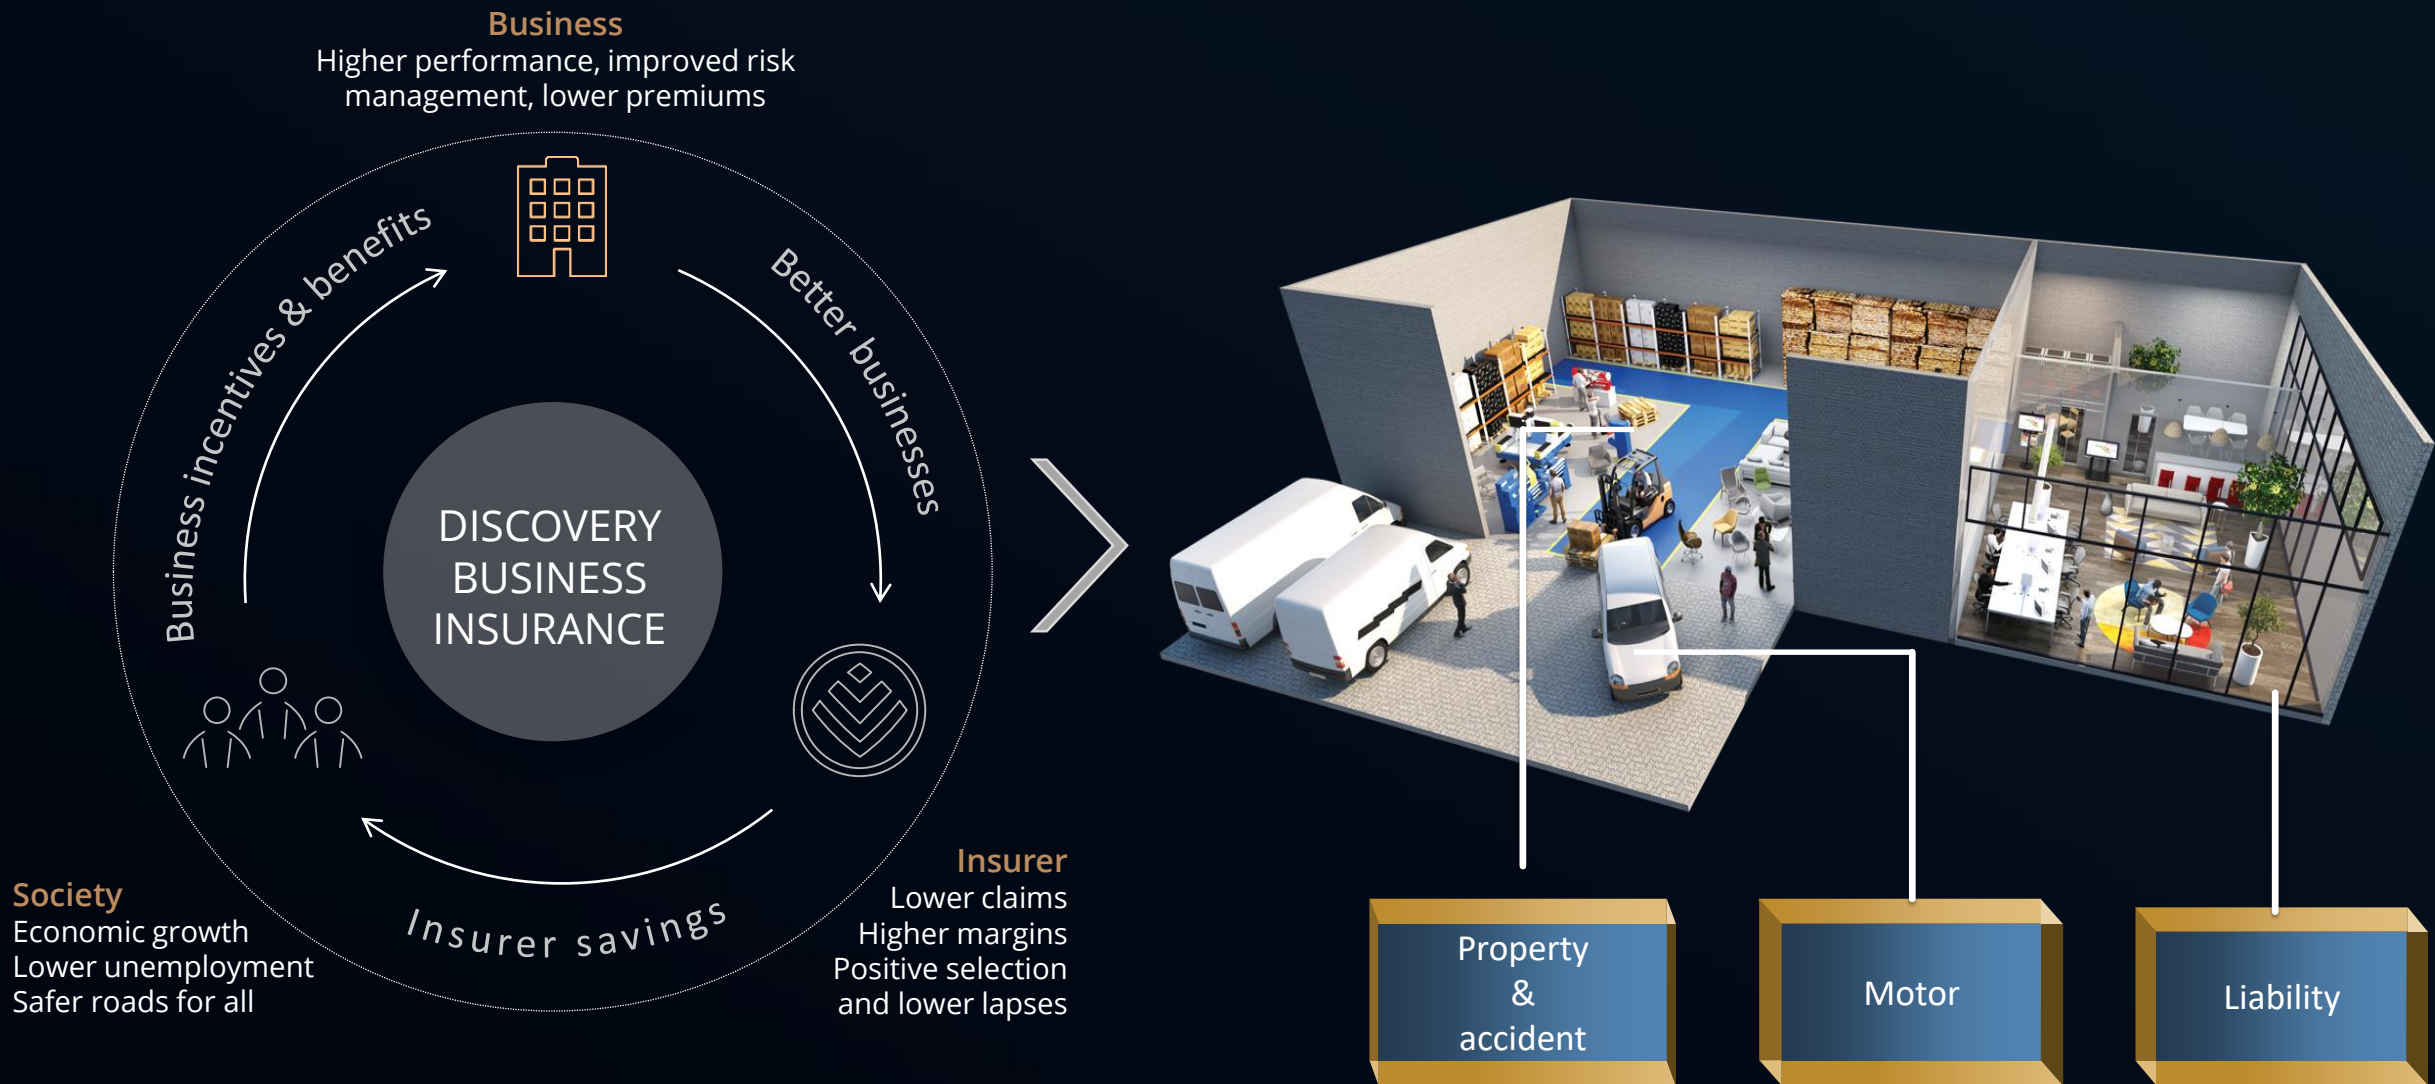 Business
Higher performance, improved risk
management, lower premiums
Business incentives & benefits
Better businesses
DISCOVERY
BUSINESS
INSURANCE
Insurer savings
Society
Economic growth
Lower unemployment
Safer roads for all
Insurer
Lower claims
Higher margins
Positive selection
and lower lapses
Property
&
accident
Motor
Liability